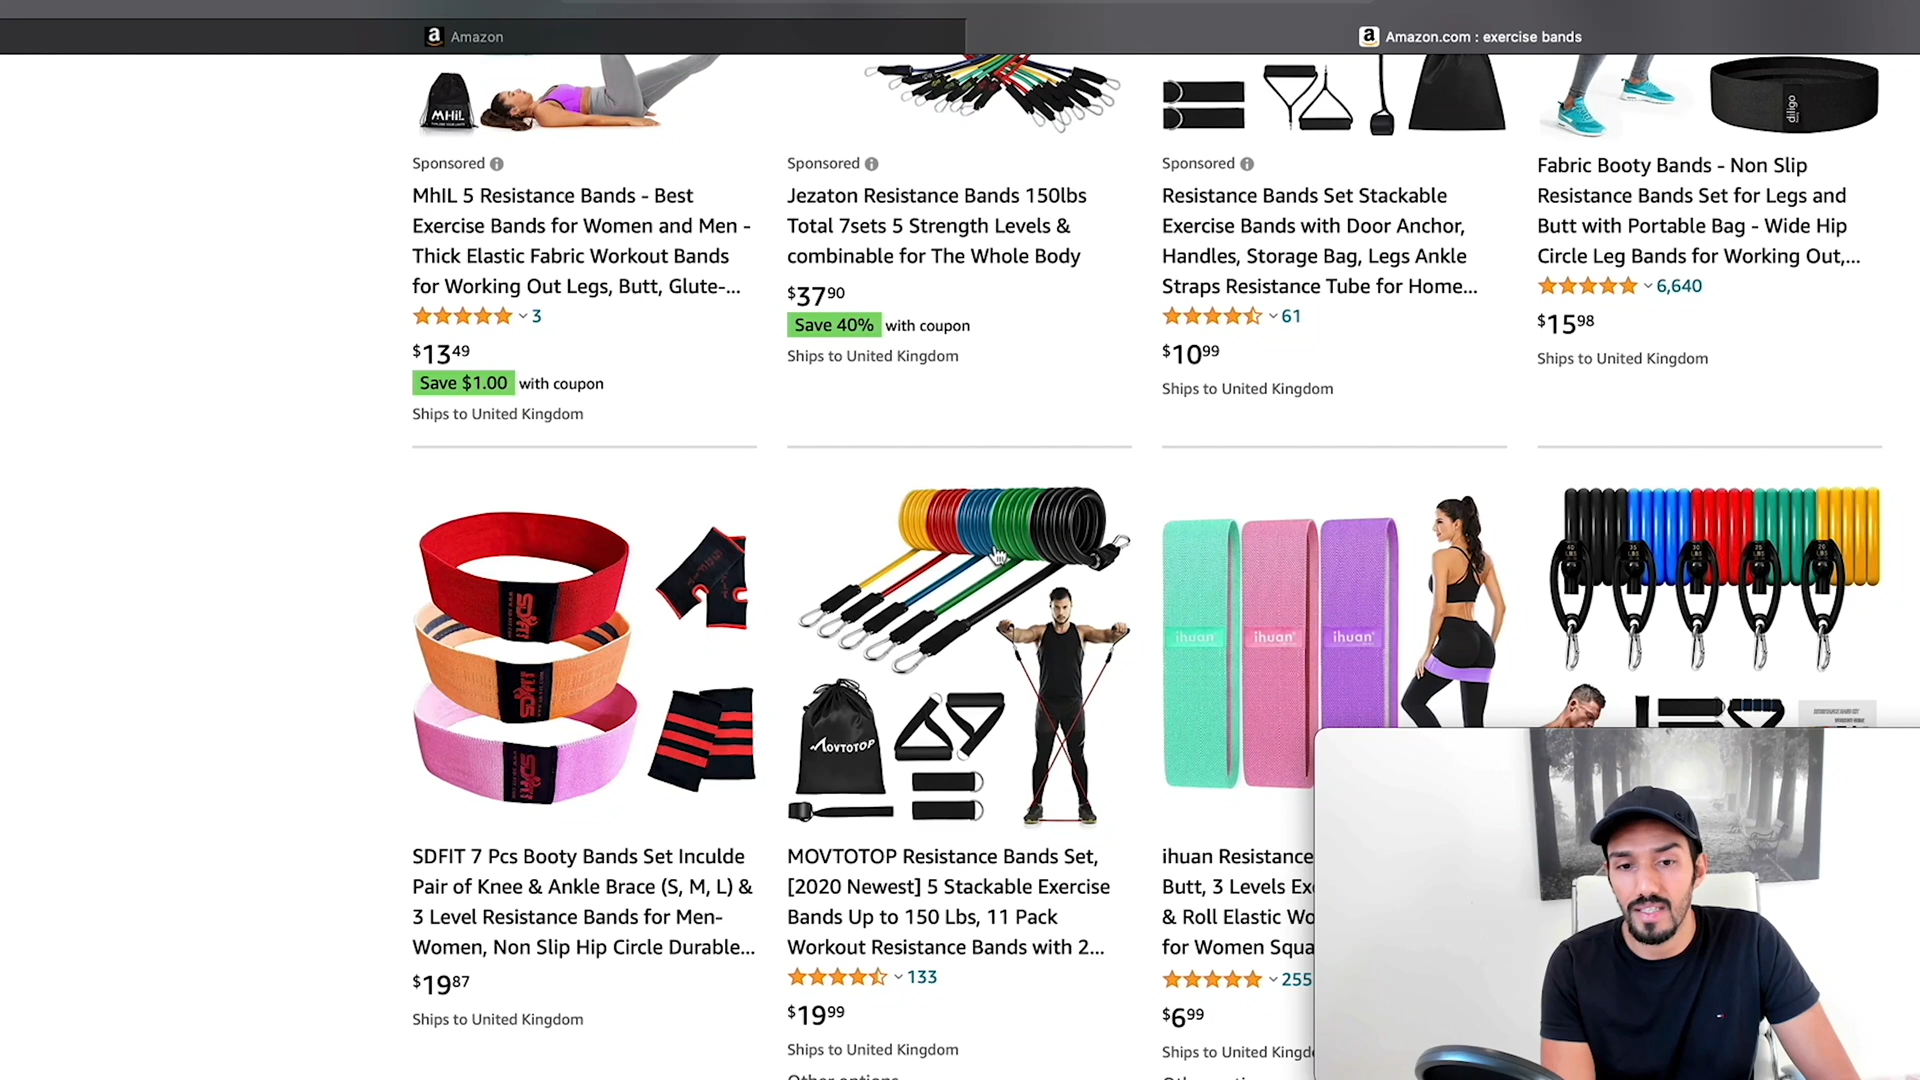 Amazon
Amazon.com : exercise bands
MHIL
diligo
Sponsored
MhIL 5 Resistance Bands - Best
Exercise Bands for Women and Men -
Thick Elastic Fabric Workout Bands
for Working Out Legs, Butt, Glute-...
3
$13.49
Save $1.00 with coupon
Ships to United Kingdom
Sponsored
Jezaton Resistance Bands 150lbs
Total 7sets 5 Strength Levels &
combinable for The Whole Body
$37.90
Save 40% with coupon
Ships to United Kingdom
Sponsored
Resistance Bands Set Stackable
Exercise Bands with Door Anchor,
Handles, Storage Bag, Legs Ankle
Straps Resistance Tube for Home...
61
$10.99
Ships to United Kingdom
Fabric Booty Bands - Non Slip
Resistance Bands Set for Legs and
Butt with Portable Bag - Wide Hip
Circle Leg Bands for Working Out,...
6,640
$15.98
Ships to United Kingdom
SDFIT
SDFIT
SDFIT
MOVTOTOP
ihuan
ihuan
ihuan
SDFIT 7 Pcs Booty Bands Set Inculde
Pair of Knee & Ankle Brace (S, M, L) &
3 Level Resistance Bands for Men-
Women, Non Slip Hip Circle Durable...
$19.87
Ships to United Kingdom
MOVTOTOP Resistance Bands Set,
[2020 Newest] 5 Stackable Exercise
Bands Up to 150 Lbs, 11 Pack
Workout Resistance Bands with 2...
133
$19.99
Ships to United Kingdom
ihuan Resistance
Butt, 3 Levels
& Roll Elastic
for Women
255
$6.99
Ships to United